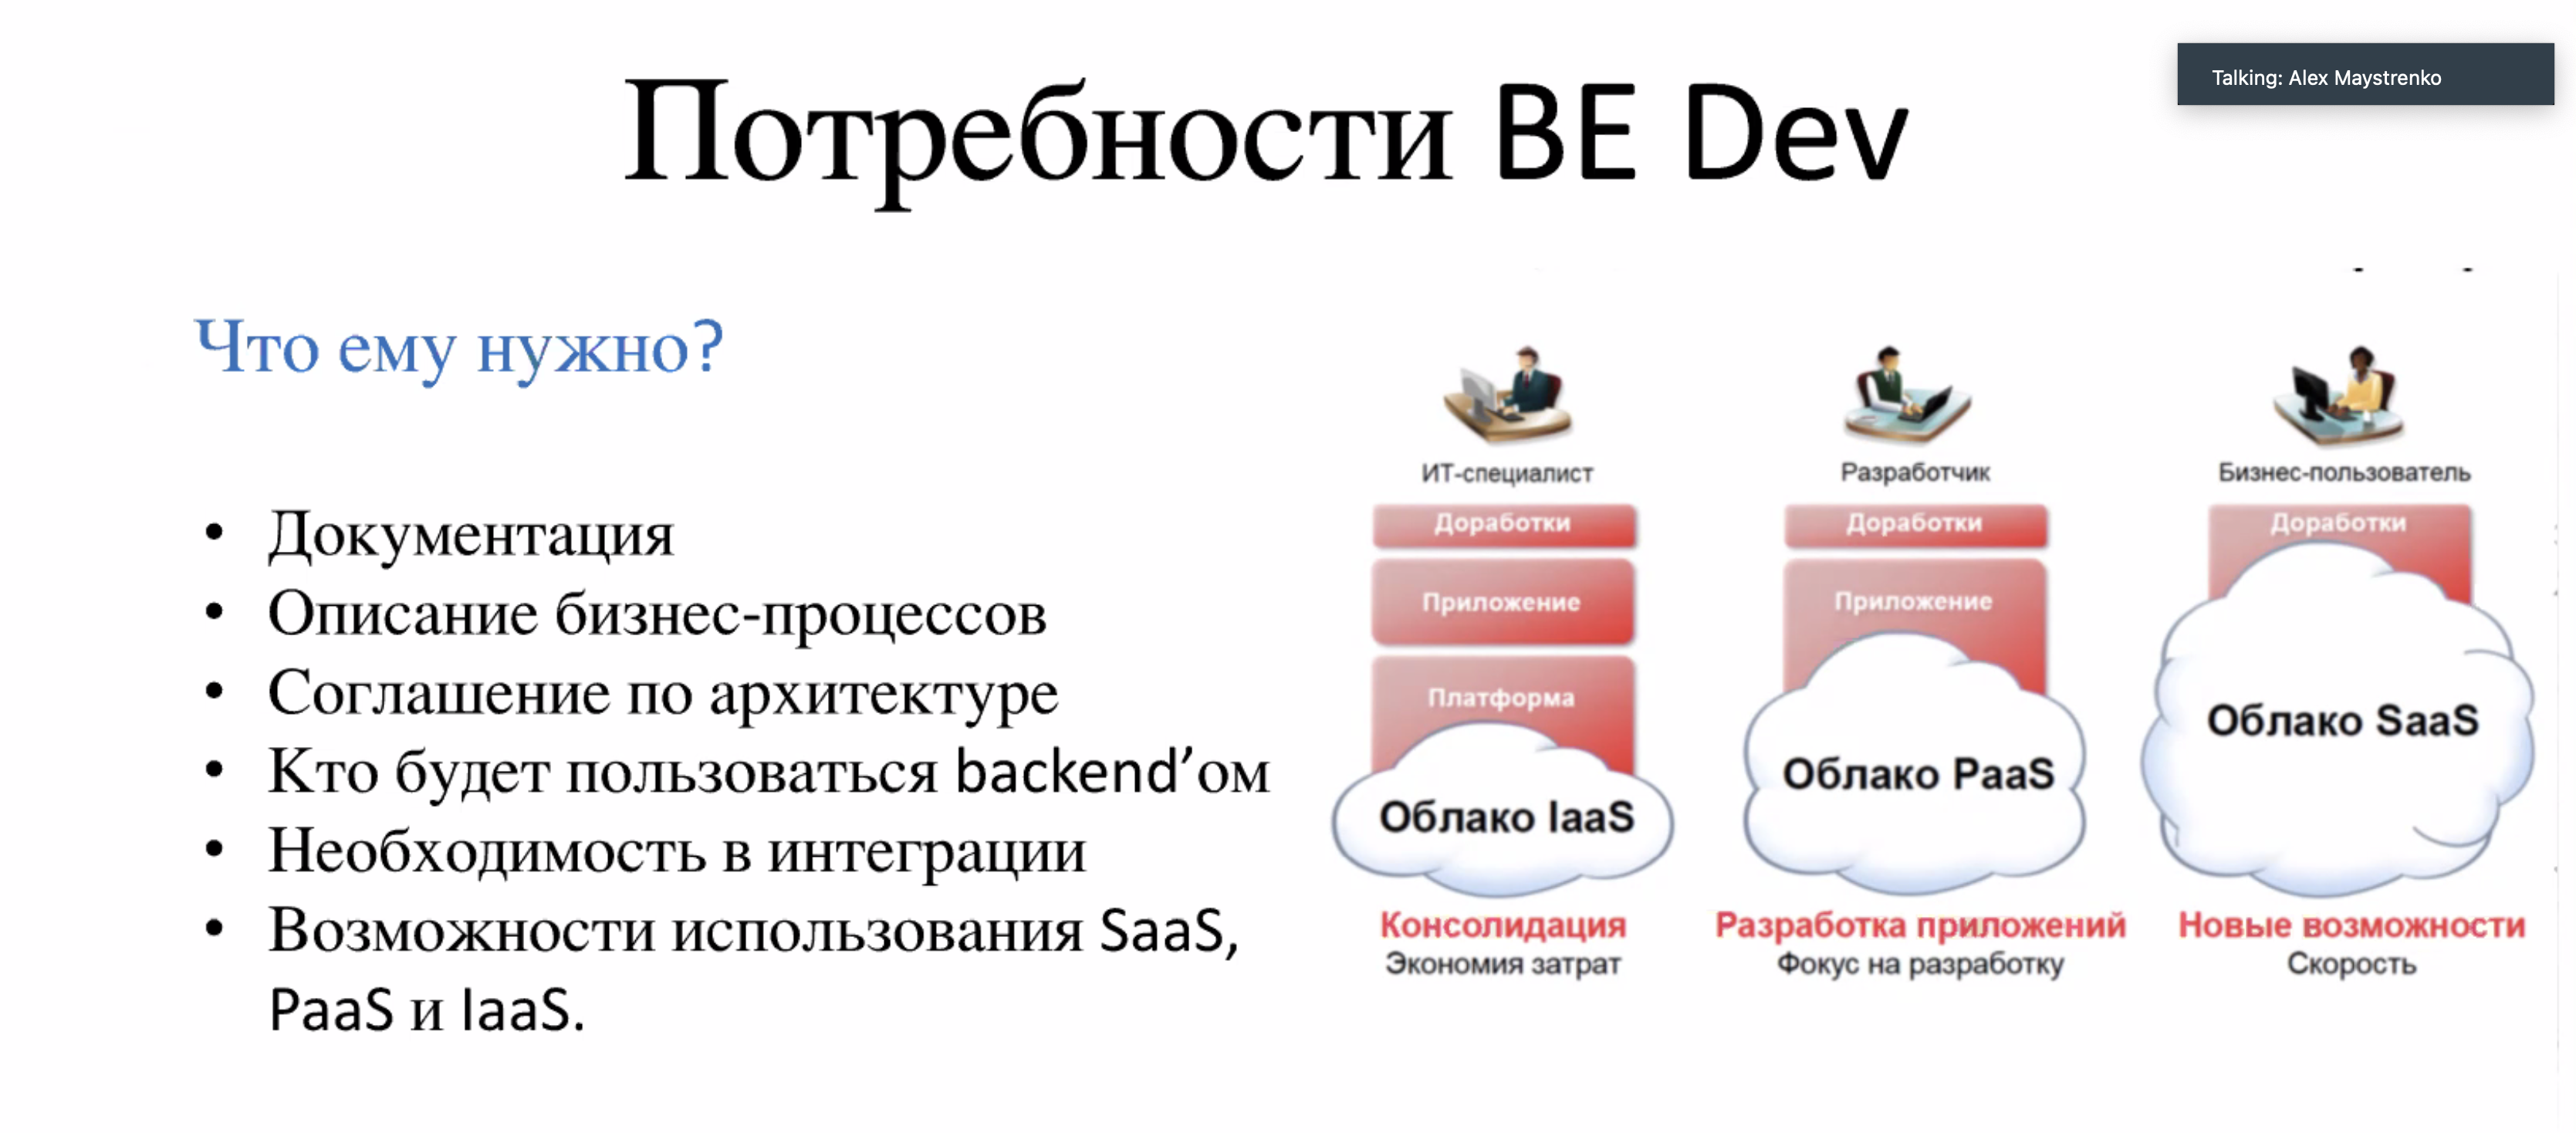 Talking: Alex Maystrenko
Потребности BE Dev
Что ему нужно?
• Документация
• Описание бизнес-процессов
• Соглашение по архитектуре
• Кто будет пользоваться backend’ом
• Необходимость в интеграции
• Возможности использования SaaS,
PaaS и IaaS.
ИТ-специалист
Доработки
Приложение
Платформа
Облако IaaS
Консолидация
Экономия затрат
Разработчик
Доработки
Приложение
Облако PaaS
Разработка приложений
Фокус на разработку
Бизнес-пользователь
Доработки
Облако SaaS
Новые возможности
Скорость